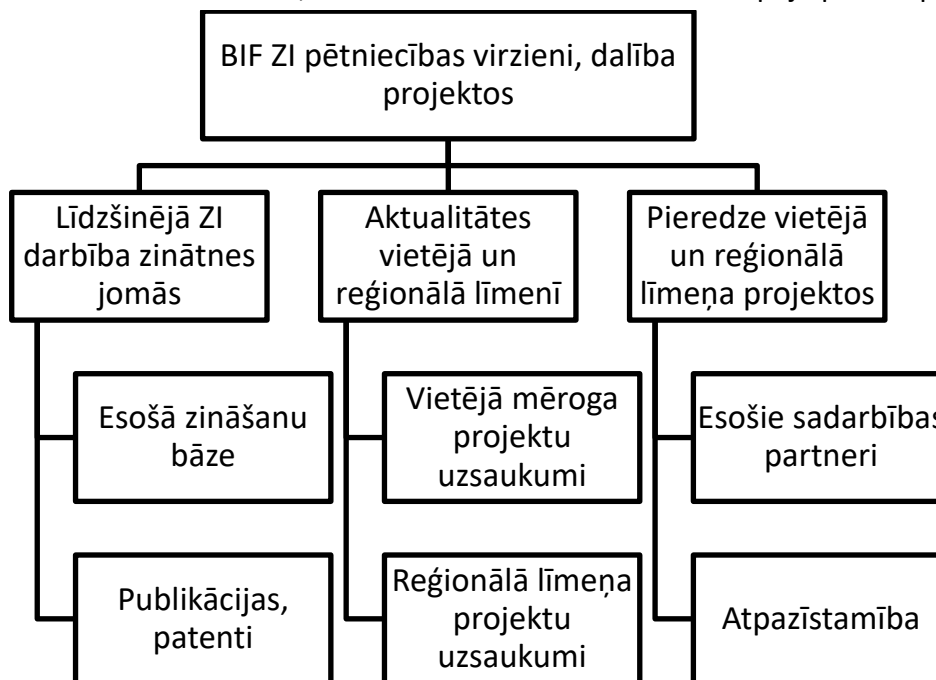 BIF ZI pētniecības virzieni, dalība
projektos
Līdzšinējā ZI
darbība zinātnes
jomās
Aktualitātes
vietējā un
reģionālā līmenī
Pieredze vietējā
un reģionālā
līmeņa projektos
Esošā zināšanu
bāze
Vietējā mēroga
projektu
uzsaukumi
Esošie sadarbības
partneri
Publikācijas,
patenti
Reģionālā līmeņa
projektu
uzsaukumi
Atpazīstamība